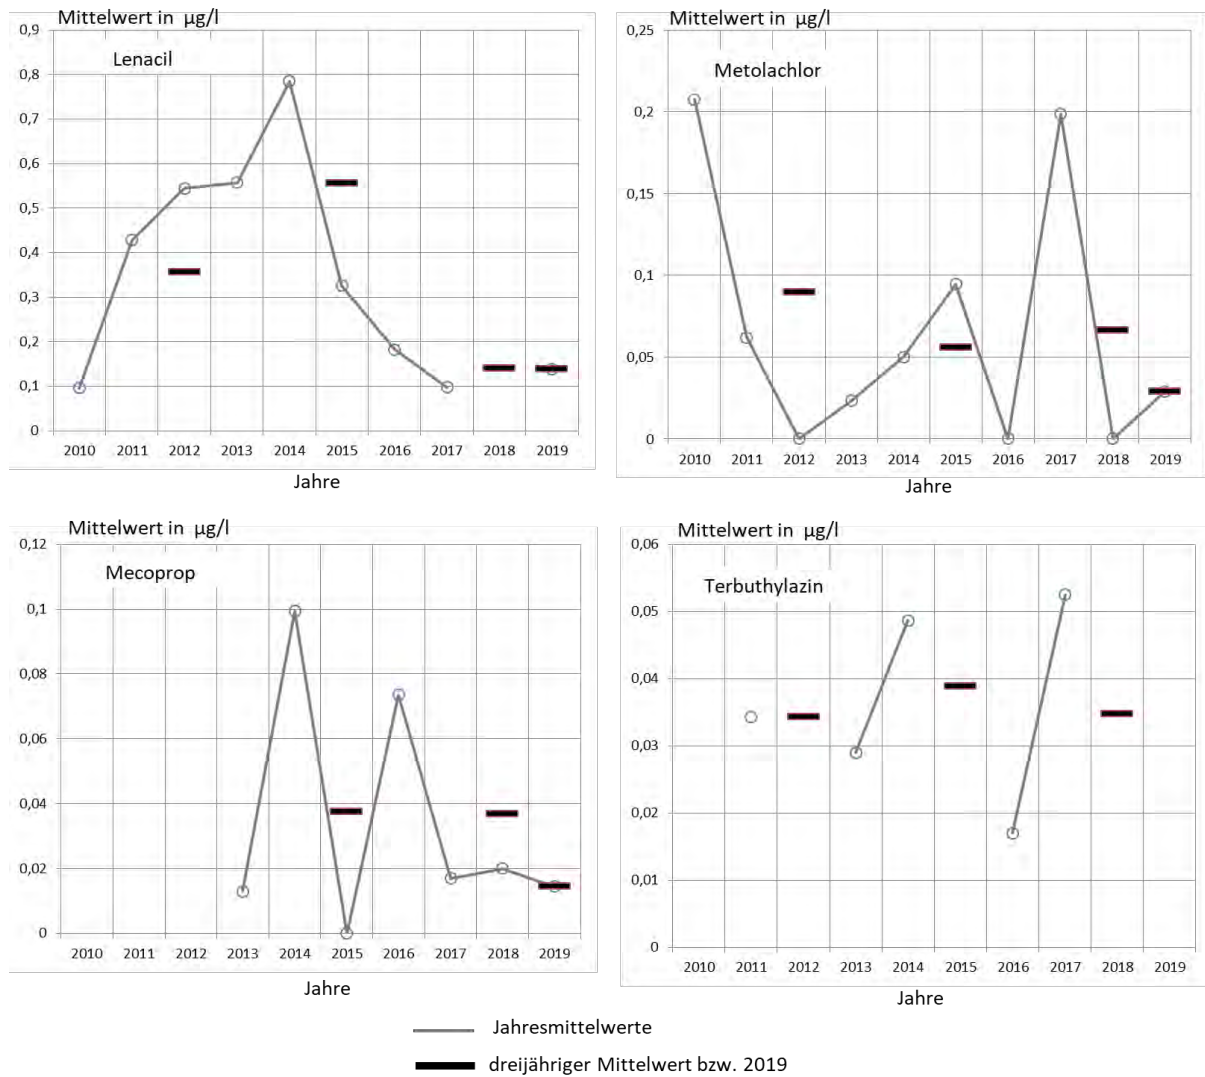 Mittelwert in µg/l
0,9
0,8
0,7
0,6
0,5
0,4
0,3
0,2
0,1
0
Lenacil
2010 2011 2012 2013 2014 2015 2016 2017 2018 2019
Jahre
Mittelwert in µg/l
0,25
0,2
0,15
0,1
0,05
0
Metolachlor
2010 2011 2012 2013 2014 2015 2016 2017 2018 2019
Jahre
Mittelwert in µg/l
0,12
0,1
0,08
0,06
0,04
0,02
0
Mecoprop
2010 2011 2012 2013 2014 2015 2016 2017 2018 2019
Jahre
Mittelwert in µg/l
0,06
0,05
0,04
0,03
0,02
0,01
0
Terbuthylazin
2010 2011 2012 2013 2014 2015 2016 2017 2018 2019
Jahre
Jahresmittelwerte
dreijähriger Mittelwert bzw. 2019